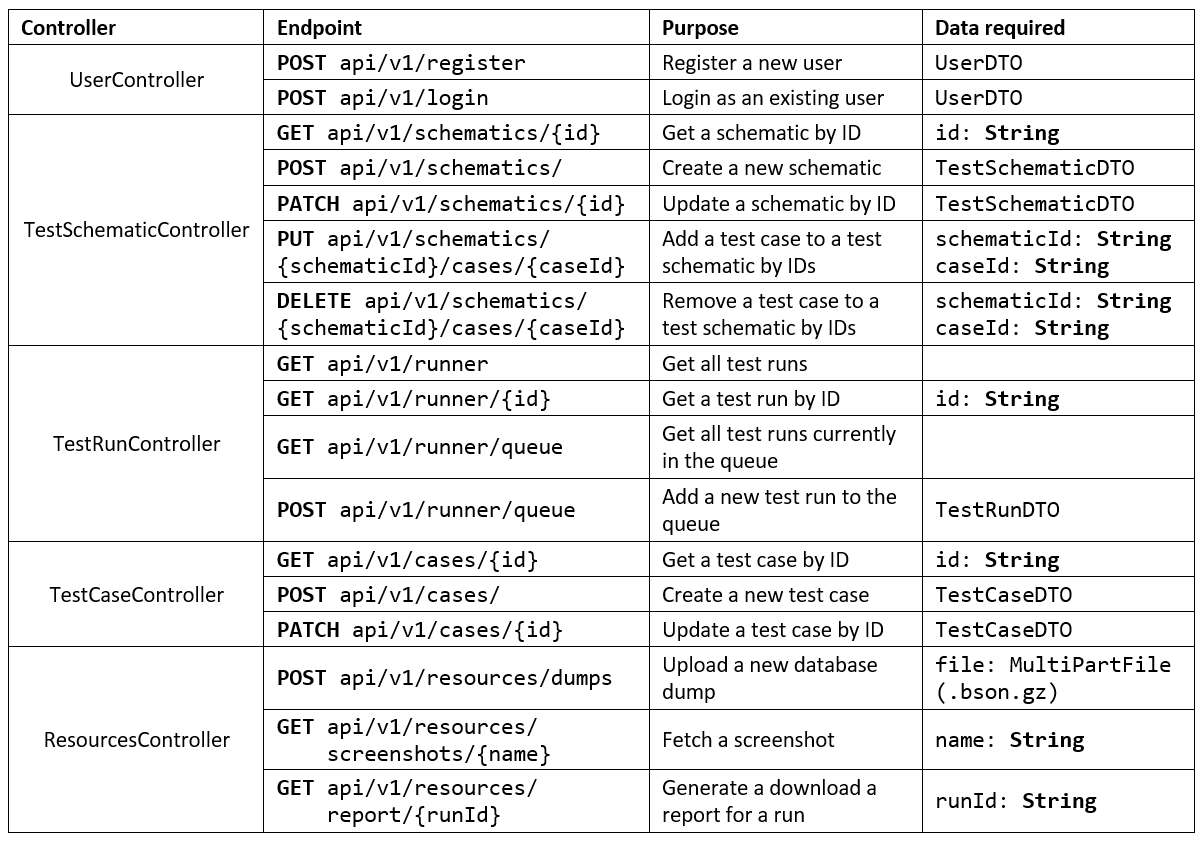 Controller Endpoint Purpose Data required
UserController
POST api/v1/register Register a new user UserDTO
POST api/v1/login Login as an existing user UserDTO
TestSchematicController
GET api/v1/schematics/{id} Get a schematic by ID id: String
POST api/v1/schematics/ Create a new schematic TestSchematicDTO
PATCH api/v1/schematics/{id} Update a schematic by ID TestSchematicDTO
PUT api/v1/schematics/ Add a test case to a test schematicId: String
{schematicId}/cases/{caseId} schematic by IDs caseId: String
DELETE api/v1/schematics/ Remove a test case to a schematicId: String
{schematicId}/cases/{caseId} test schematic by IDs caseId: String
TestRunController
GET api/v1/runner Get all test runs
GET api/v1/runner/{id} Get a test run by ID id: String
GET api/v1/runner/queue Get all test runs currently
in the queue
POST api/v1/runner/queue Add a new test run to the
queue TestRunDTO
TestCaseController
GET api/v1/cases/{id} Get a test case by ID id: String
POST api/v1/cases/ Create a new test case TestCaseDTO
PATCH api/v1/cases/{id} Update a test case by ID TestCaseDTO
ResourcesController
POST api/v1/resources/dumps Upload a new database file: MultiPartFile
dump (.bson.gz)
GET api/v1/resources/
screenshots/{name} Fetch a screenshot name: String
GET api/v1/resources/ Generate a download a
report/{runId} report for a run runId: String